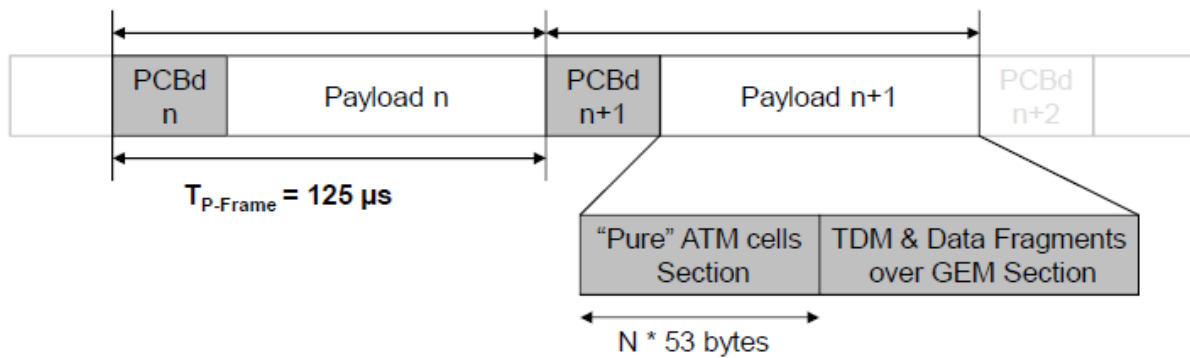 PCBd
n
Payload n
PCBd
n+1
Payload n+1
PCBd
n+2
T_P-Frame = 125 µs
“Pure” ATM cells
Section
TDM & Data Fragments
over GEM Section
N * 53 bytes